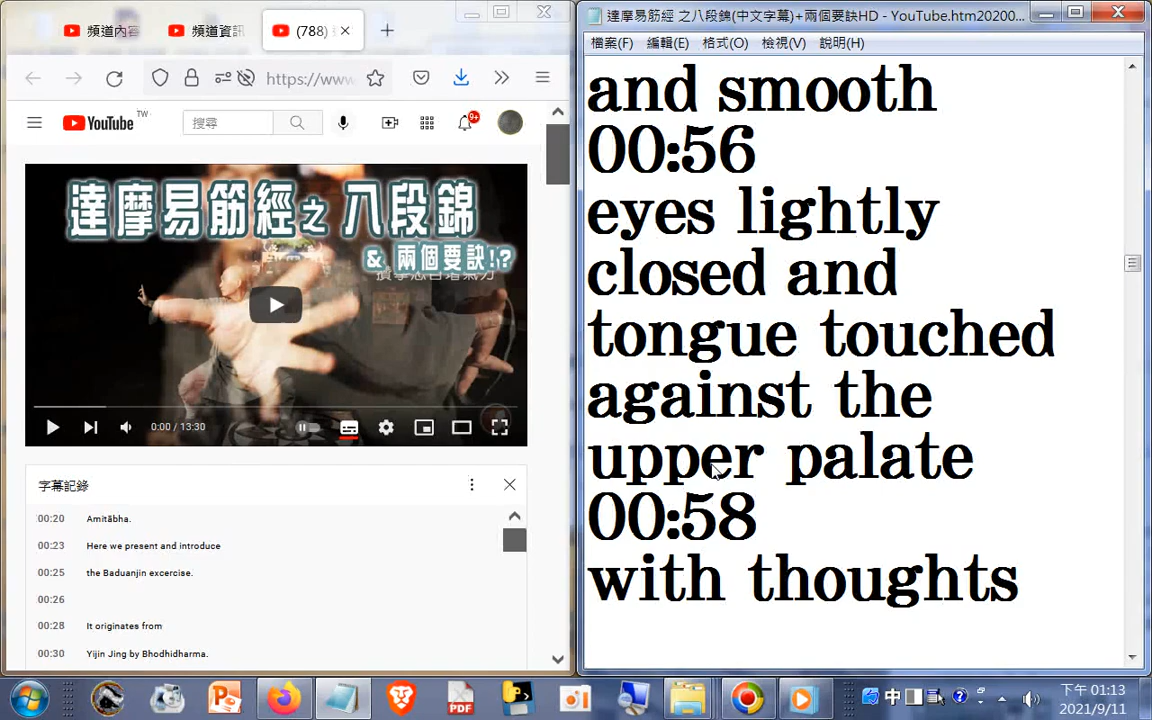 頻道內容
頻道資訊
(788)
https://www.
YouTube TW
搜尋
9+
達摩易筋經之八段錦
& 兩個要訣!?
0:00 / 13:30
字幕記錄
00:20 Amitābha.
00:23 Here we present and introduce
00:25 the Baduanjin excercise.
00:26
00:28 It originates from
00:30 Yijin Jing by Bhodhidharma.
達摩易筋經 之八段錦(中文字幕)+兩個要訣HD - YouTube.htm20200...
檔案(F) 編輯(E) 格式(O) 檢視(V) 說明(H)
and smooth
00:56
eyes lightly
closed and
tongue touched
against the
upper palate
00:58
with thoughts
PDF
中
下午 01:13
2021/9/11